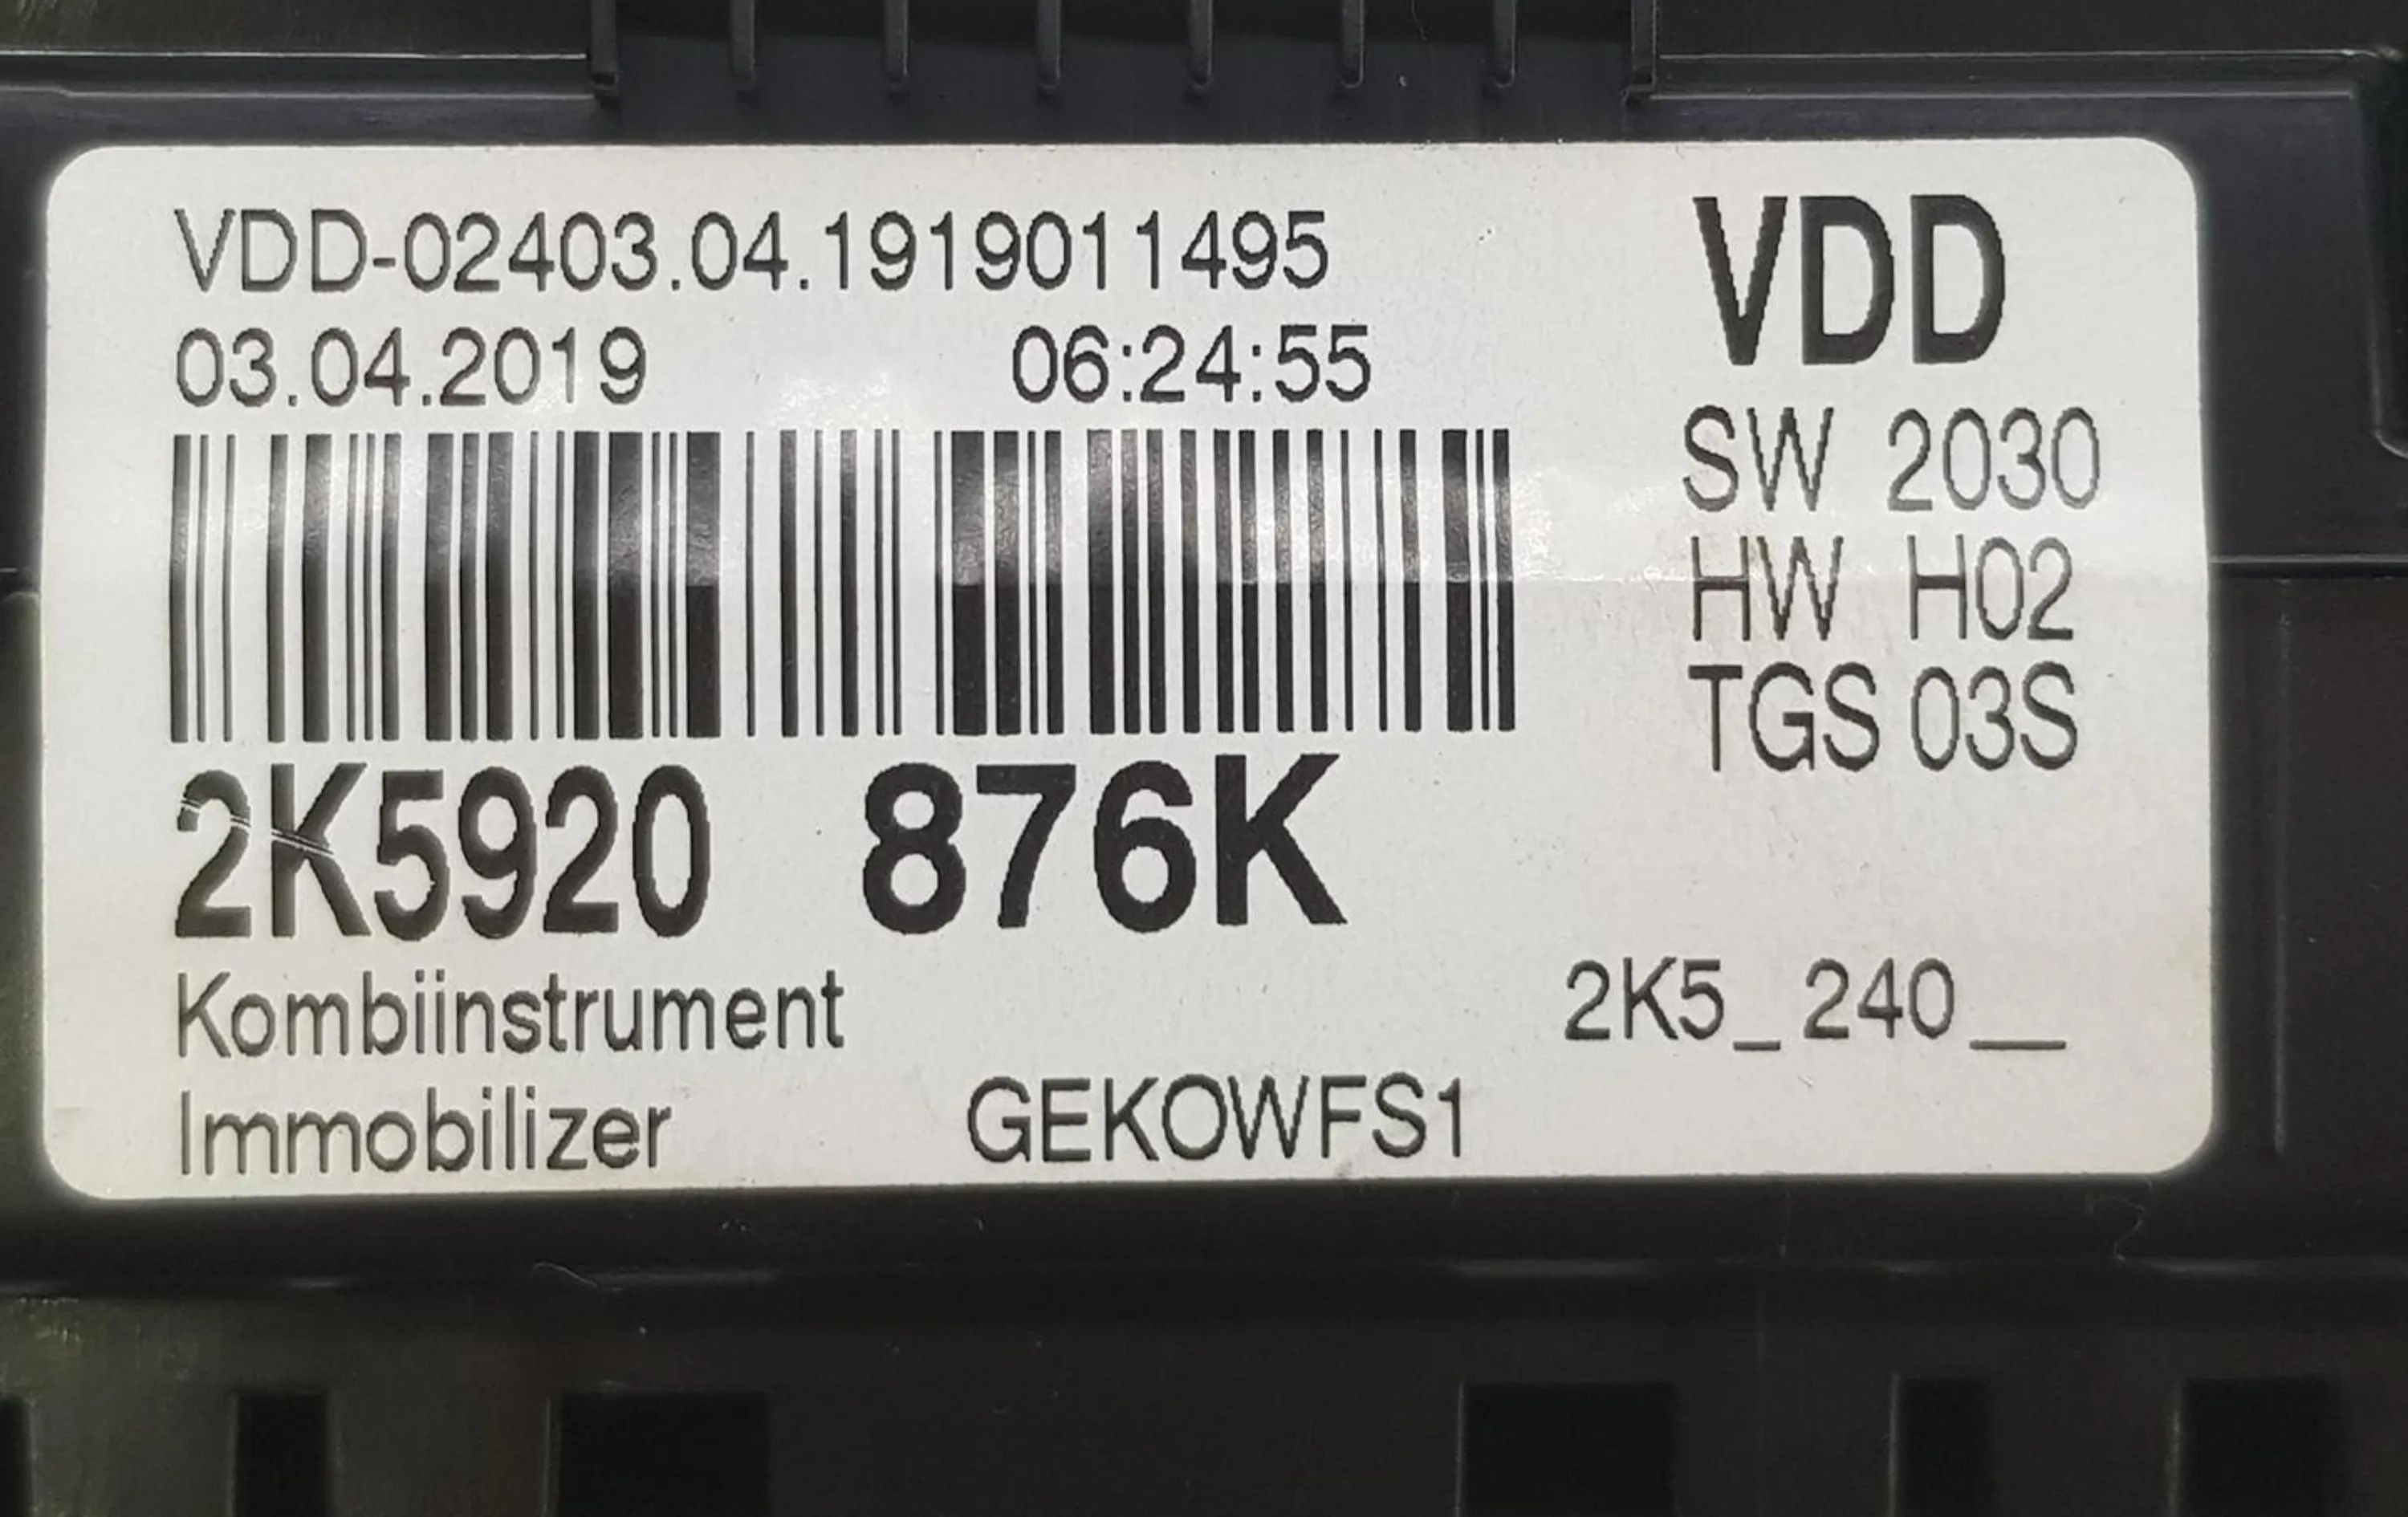 VDD-02403.04.1919011495
03.04.2019 06:24:55
VDD
SW 2030
HW H02
TGS 03S
2K5920 876K
Kombiinstrument
2K5_240__
Immobilizer GEKOWFS1